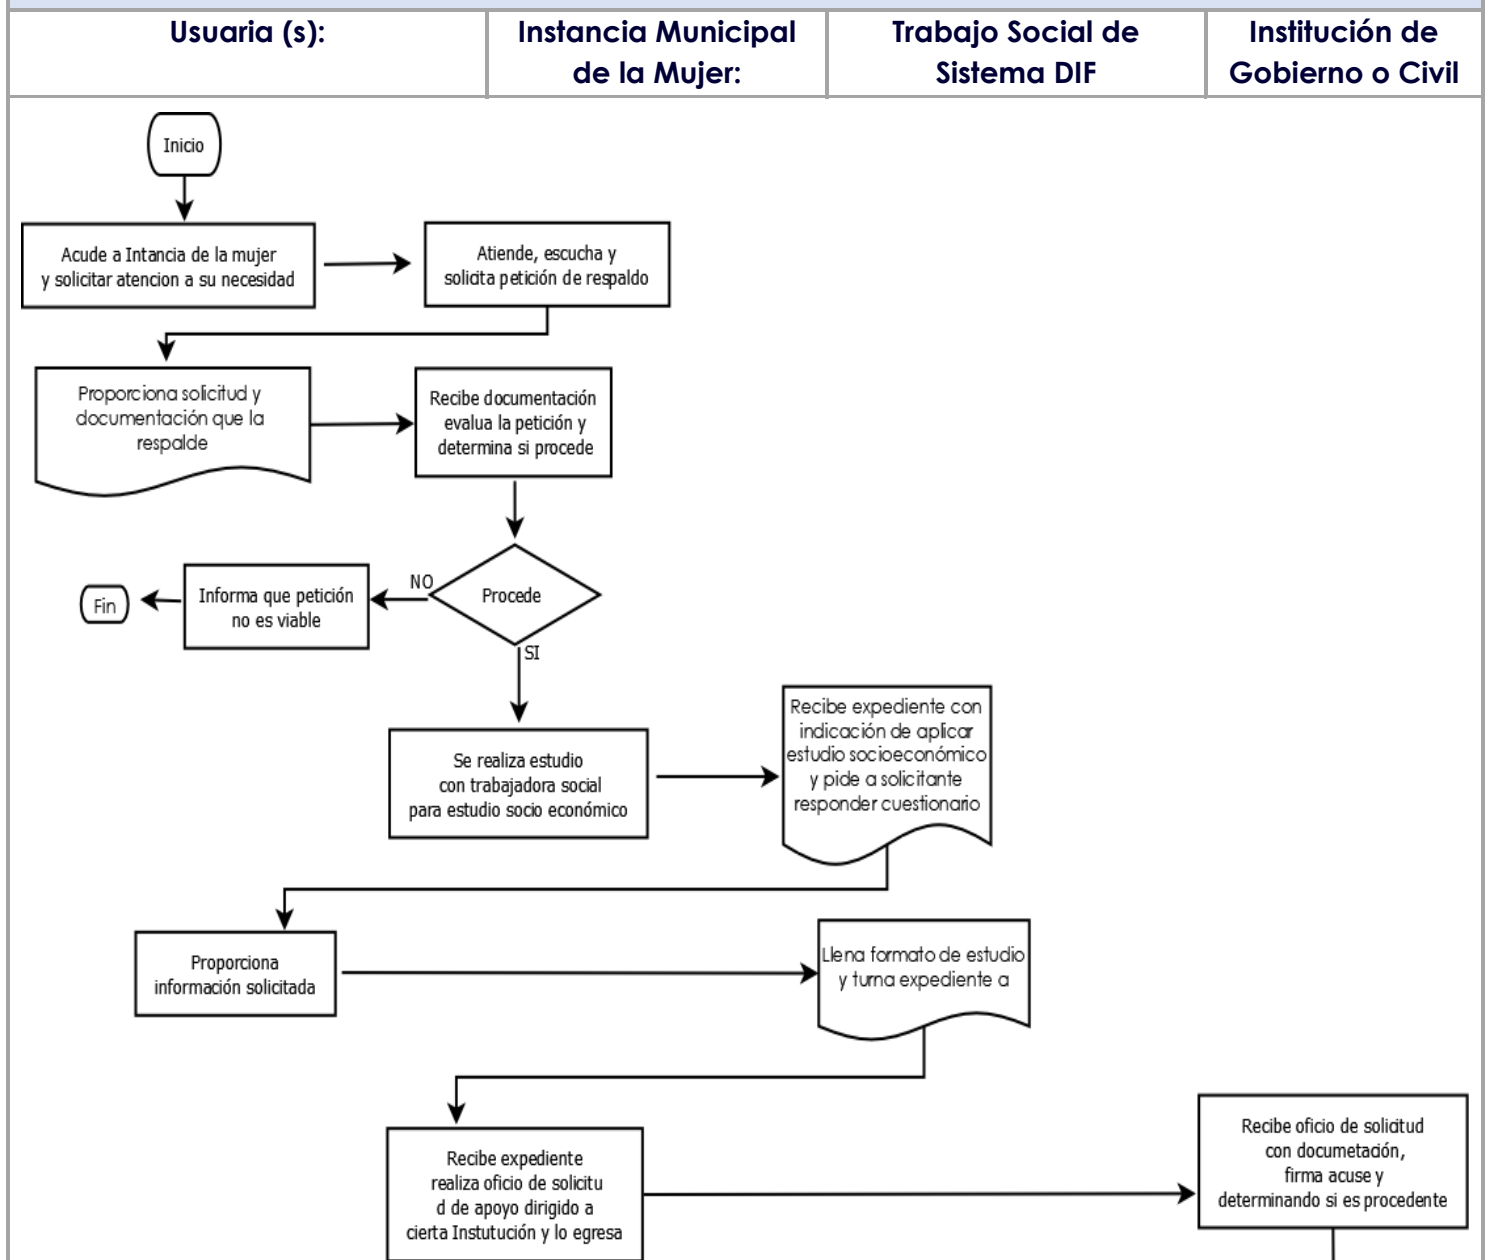 Usuaria (s):
Instancia Municipal
de la Mujer:
Trabajo Social de
Sistema DIF
Institución de
Gobierno o Civil
Inicio
Acude a Intancia de la mujer
y solicitar atencion a su necesidad
Atiende, escucha y
solicita petición de respaldo
Proporciona solicitud y
documentación que la
respalde
Recibe documentación
evalua la petición y
determina si procede
Procede
NO
Informa que petición
no es viable
Fin
SI
Se realiza estudio
con trabajadora social
para estudio socio económico
Recibe expediente con
indicación de aplicar
estudio socioeconómico
y pide a solicitante
responder cuestionario
Proporciona
información solicitada
Llena formato de estudio
y turna expediente a
Recibe expediente
realiza oficio de solicitu
d de apoyo dirigido a
cierta Instutución y lo egresa
Recibe oficio de solicitud
con documetación,
firma acuse y
determinando si es procedente